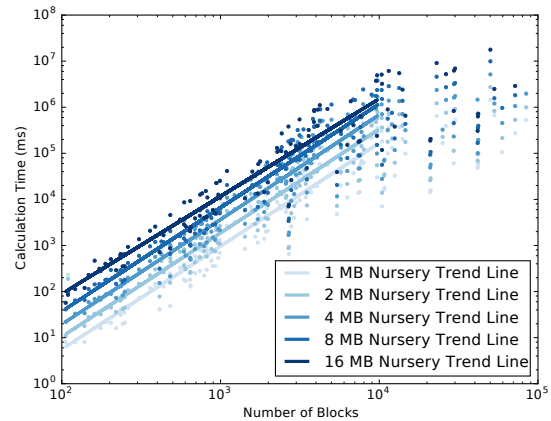 10^8
10^7
10^6
10^5
10^4
10^3
10^2
10^1
10^0
Calculation Time (ms)
1 MB Nursery Trend Line
2 MB Nursery Trend Line
4 MB Nursery Trend Line
8 MB Nursery Trend Line
16 MB Nursery Trend Line
10^2 10^3 10^4 10^5
Number of Blocks